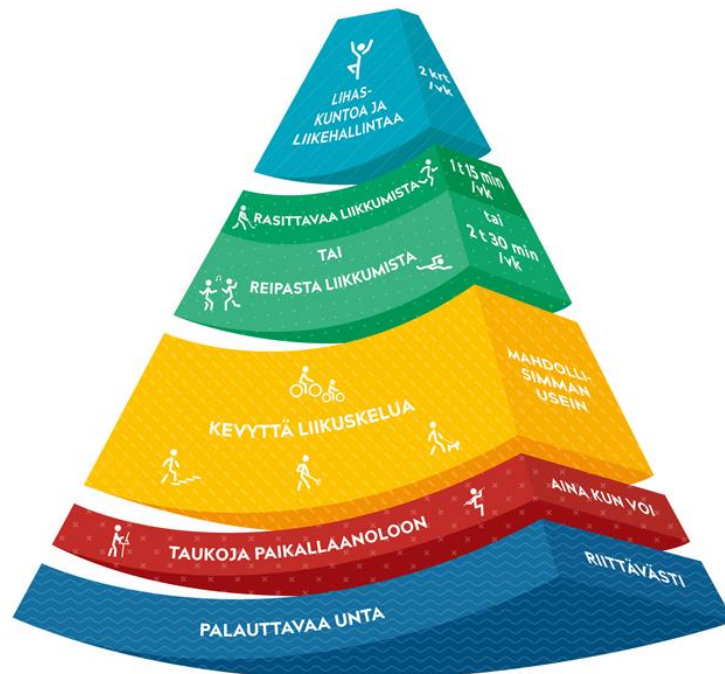 LIHAS-
KUNTOA JA
LIIKEHALLINTAA
2 krt
/vk
RASITTAVAA LIIKKUMISTA
1 t 15 min
/vk
TAI
tai
REIPASTA LIIKKUMISTA
2 t 30 min
/vk
KEVYTTÄ LIIKUSKELUA
MAHDOLLI-
SIMMAN
USEIN
TAUKOJA PAIKALLAANOLOON
AINA KUN VOI
PALAUTTAVAA UNTA
RIITTÄVÄSTI